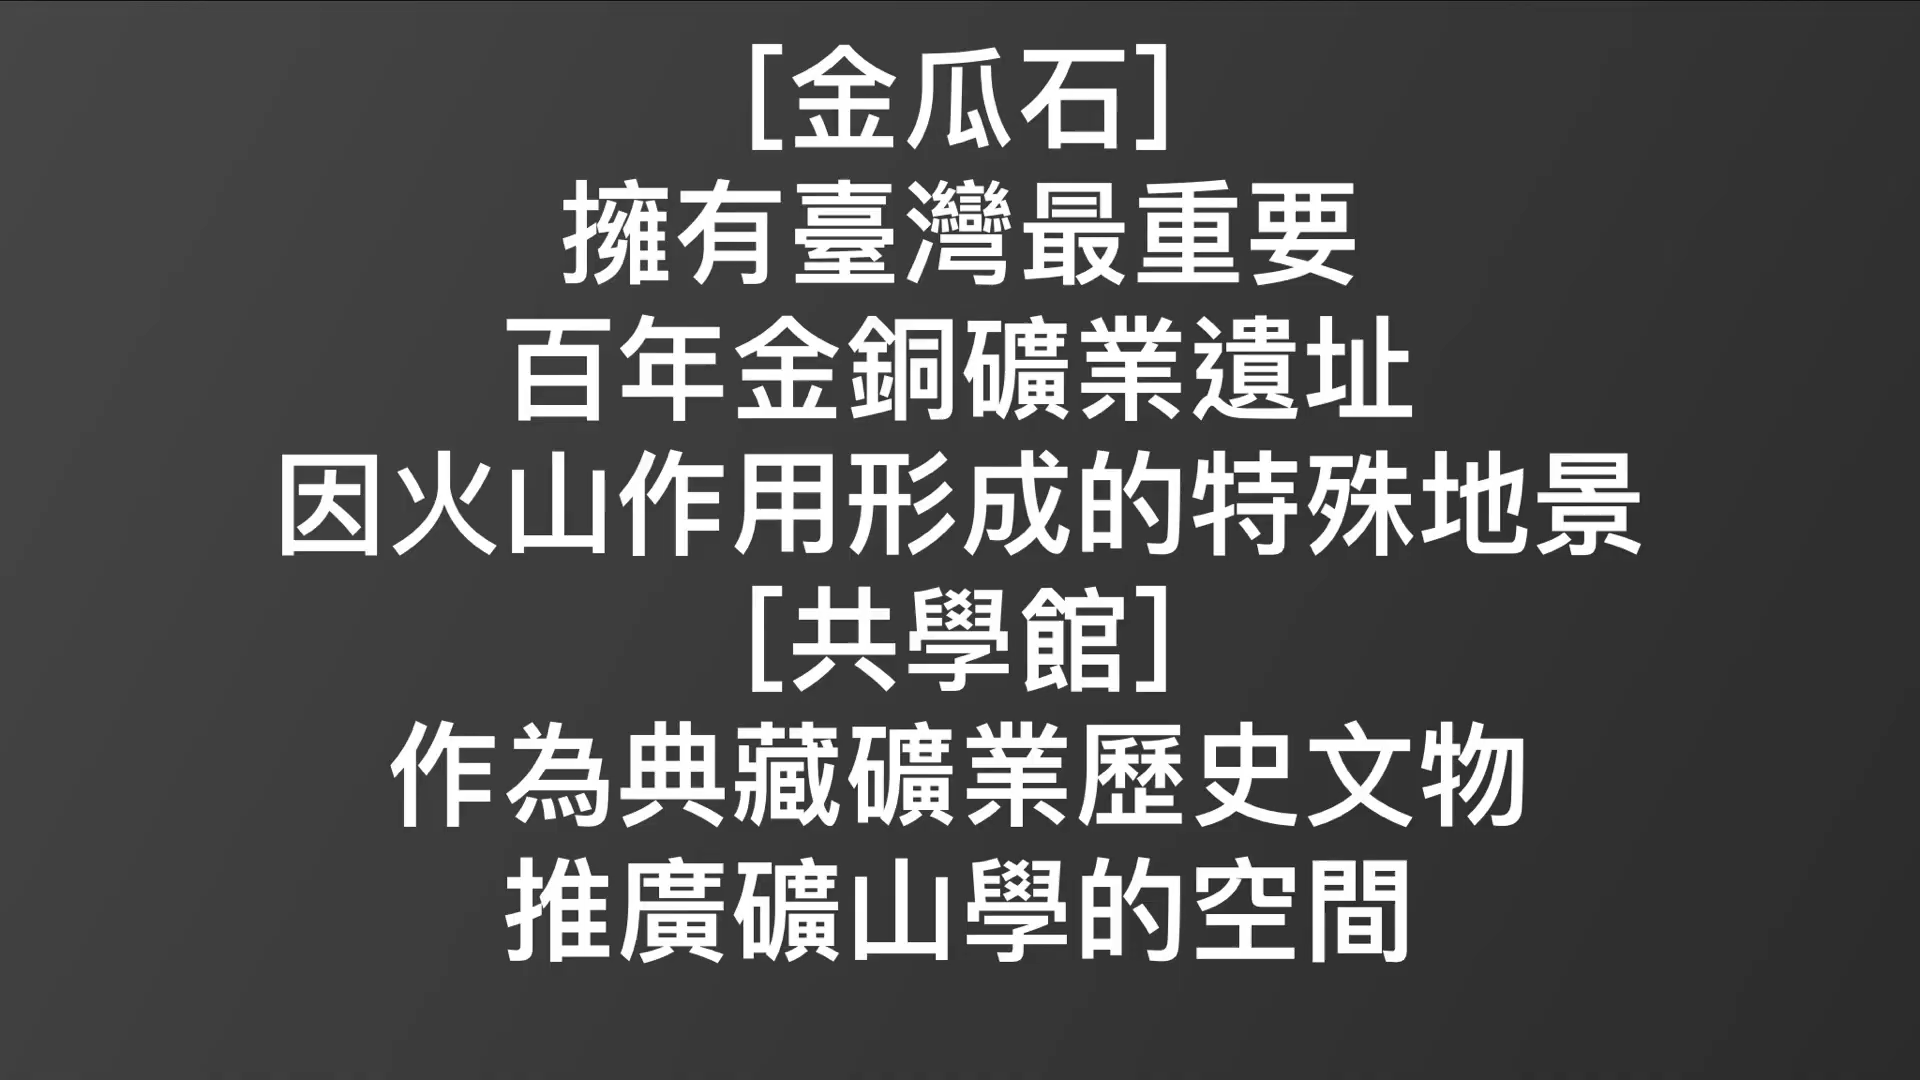 [金瓜石]
擁有臺灣最重要
百年金銅礦業遺址
因火山作用形成的特殊地景
[共學館]
作為典藏礦業歷史文物
推廣礦山學的空間